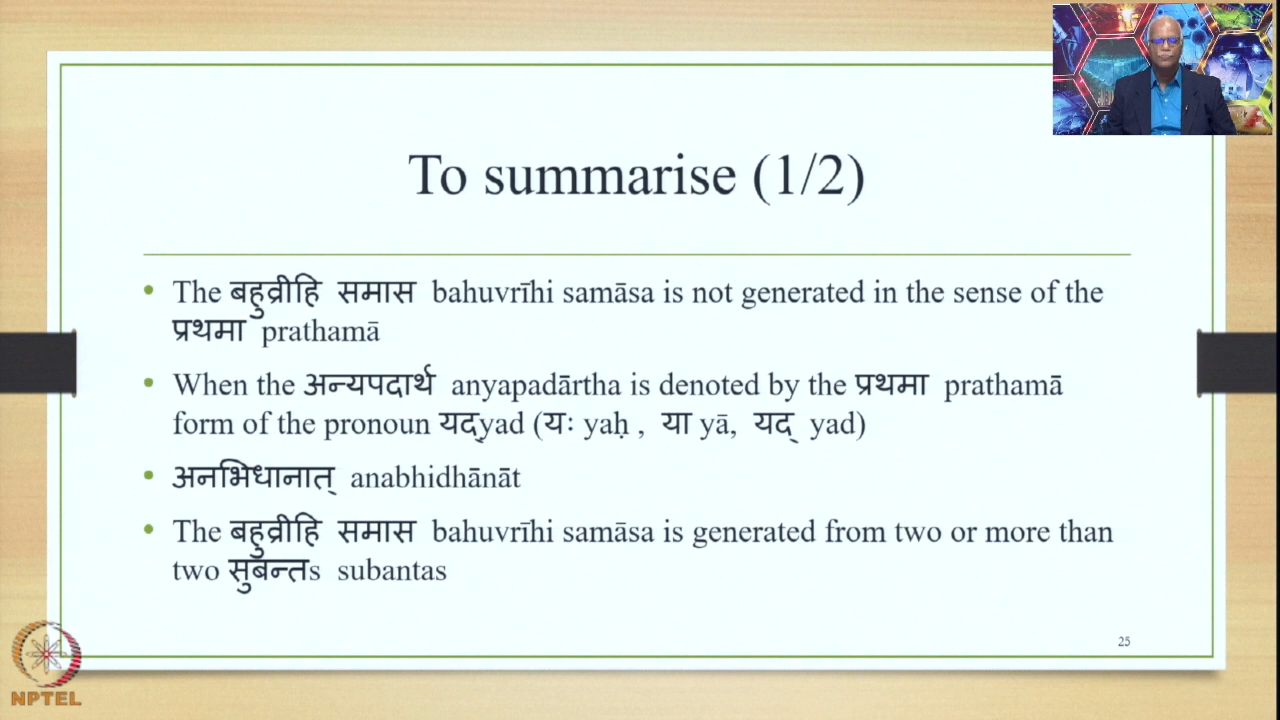 To summarise (1/2)
• The बहुव्रीहि समास bahuvrīhi samāsa is not generated in the sense of the
प्रथमा prathamā
• When the अन्यपदार्थ anyapadārtha is denoted by the प्रथमा prathamā
form of the pronoun यद् yad (यः yaḥ , या yā, यद् yad)
• अनभिधानात् anabhidhānāt
• The बहुव्रीहि समास bahuvrīhi samāsa is generated from two or more than
two सुबन्तs subantas
25
NPTEL